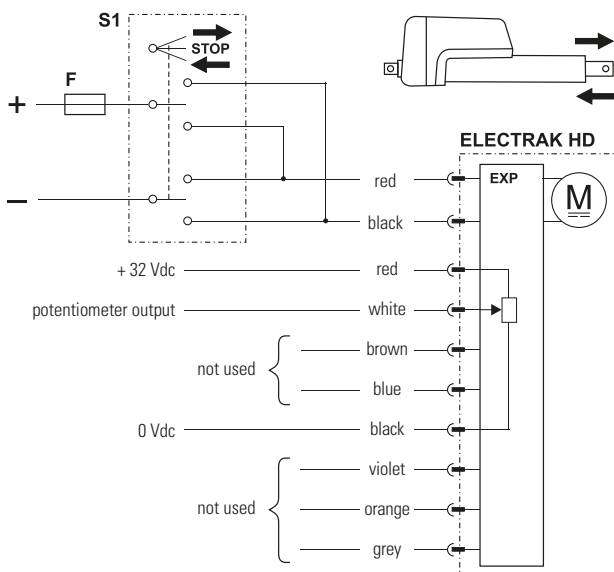 S1
STOP
F
+
–
ELECTRAK HD
EXP
M
red
black
+ 32 Vdc red
potentiometer output white
brown
not used
blue
0 Vdc black
violet
not used orange
grey